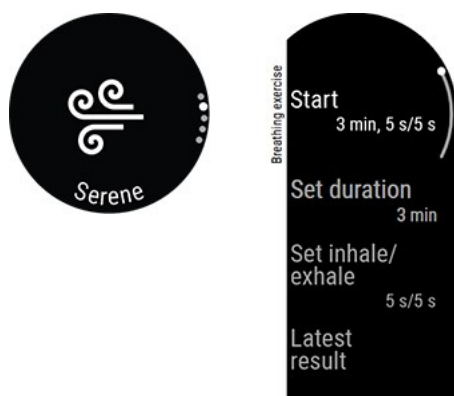 Serene
Breathing exercise
Start
3 min, 5 s/5 s
Set duration
3 min
Set inhale/
exhale
5 s/5 s
Latest
result